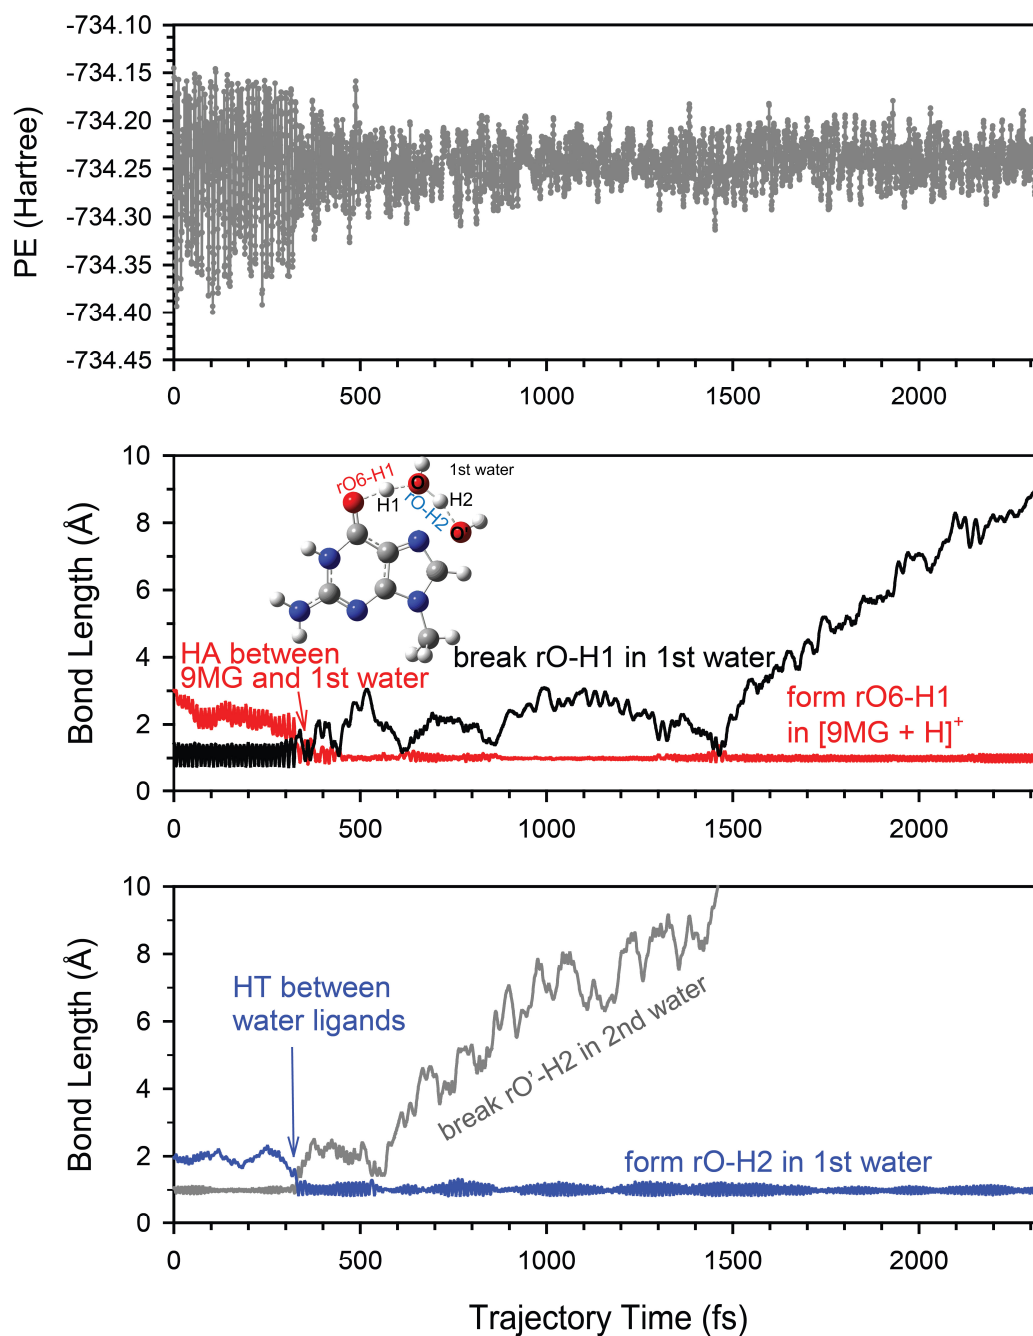 -734.10
-734.15
-734.20
-734.25
-734.30
-734.35
-734.40
-734.45
PE (Hartree)
0 500 1000 1500 2000
10
8
6
4
2
0
Bond Length (Å)
rO6-H1
1st water
O
H1
H2
rO-H2
O'
HA between
9MG and 1st water
break rO-H1 in 1st water
form rO6-H1
in [9MG + H]⁺
0 500 1000 1500 2000
10
8
6
4
2
0
Bond Length (Å)
HT between
water ligands
break rO'-H2 in 2nd water
form rO-H2 in 1st water
0 500 1000 1500 2000
Trajectory Time (fs)